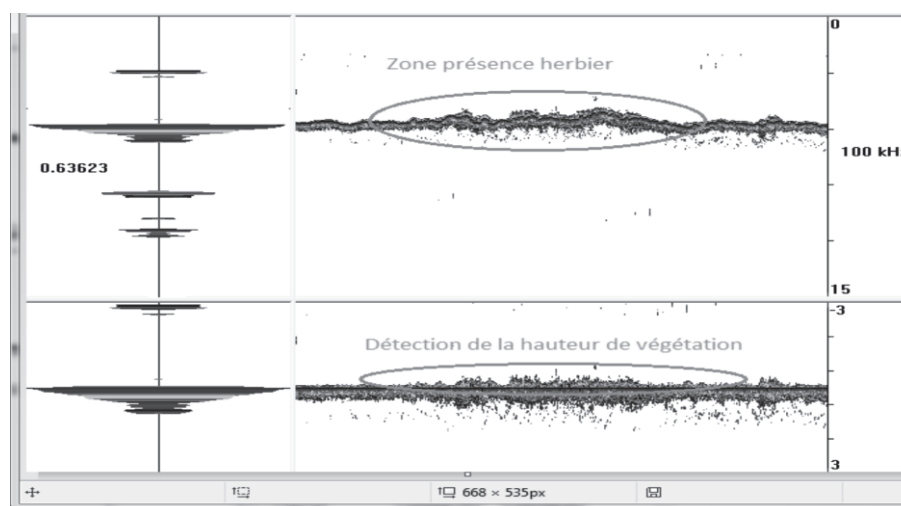 0
Zone présence herbier
100 kHz
0.63623
15
-3
Détection de la hauteur de végétation
3
668 × 535px